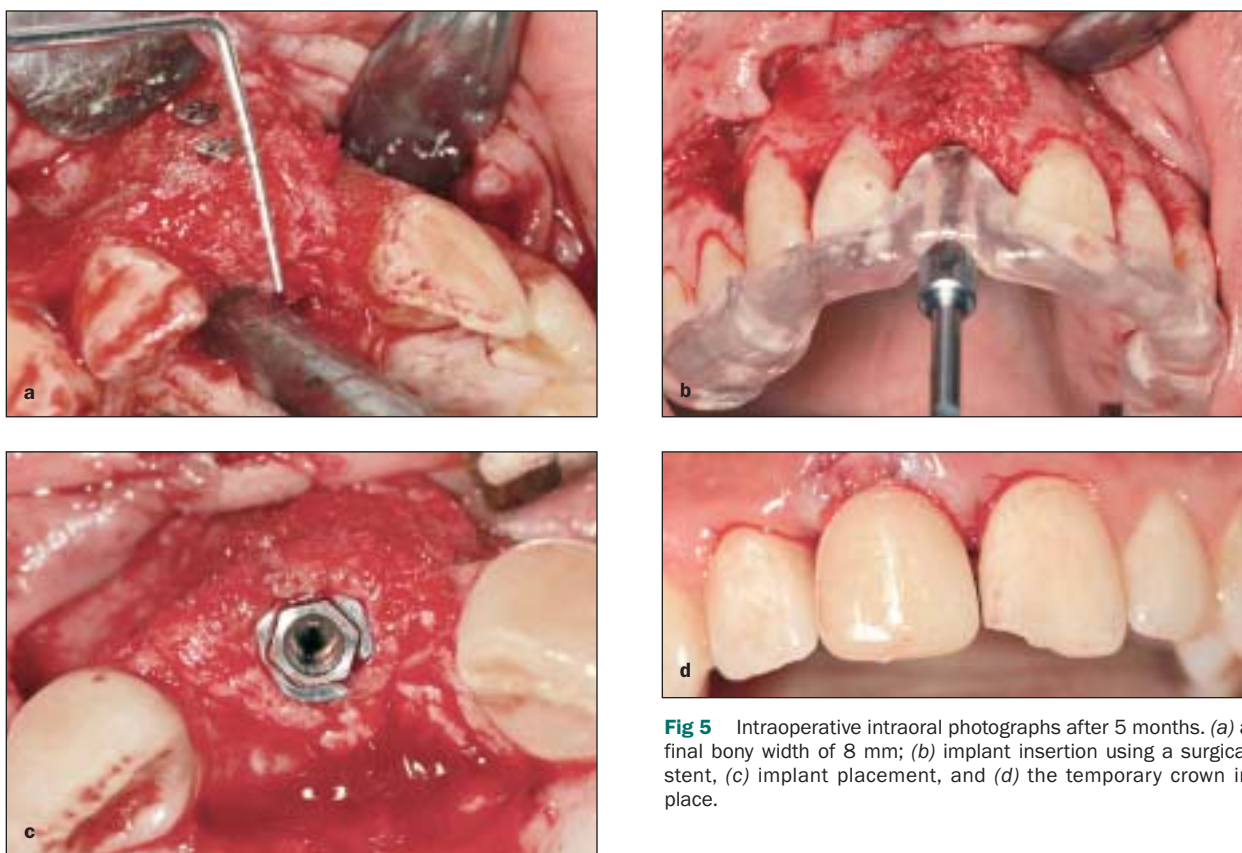 a
b
c
d
Fig 5 Intraoperative intraoral photographs after 5 months. (a) a
final bony width of 8 mm; (b) implant insertion using a surgica
stent, (c) implant placement, and (d) the temporary crown in
place.